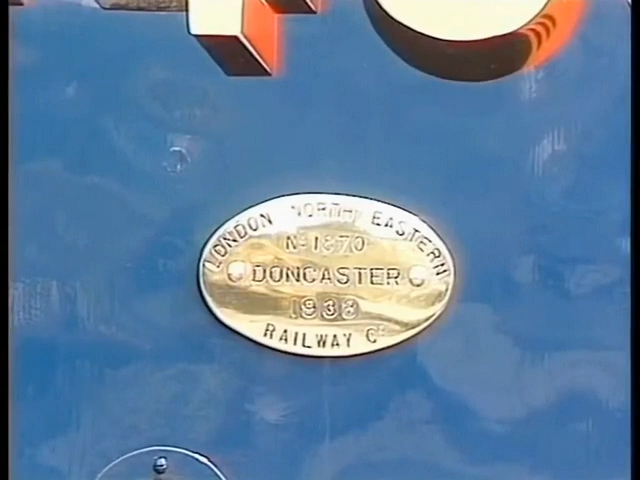 LONDON NORTH EASTERN
No 1870
DONCASTER
1938
RAILWAY Co